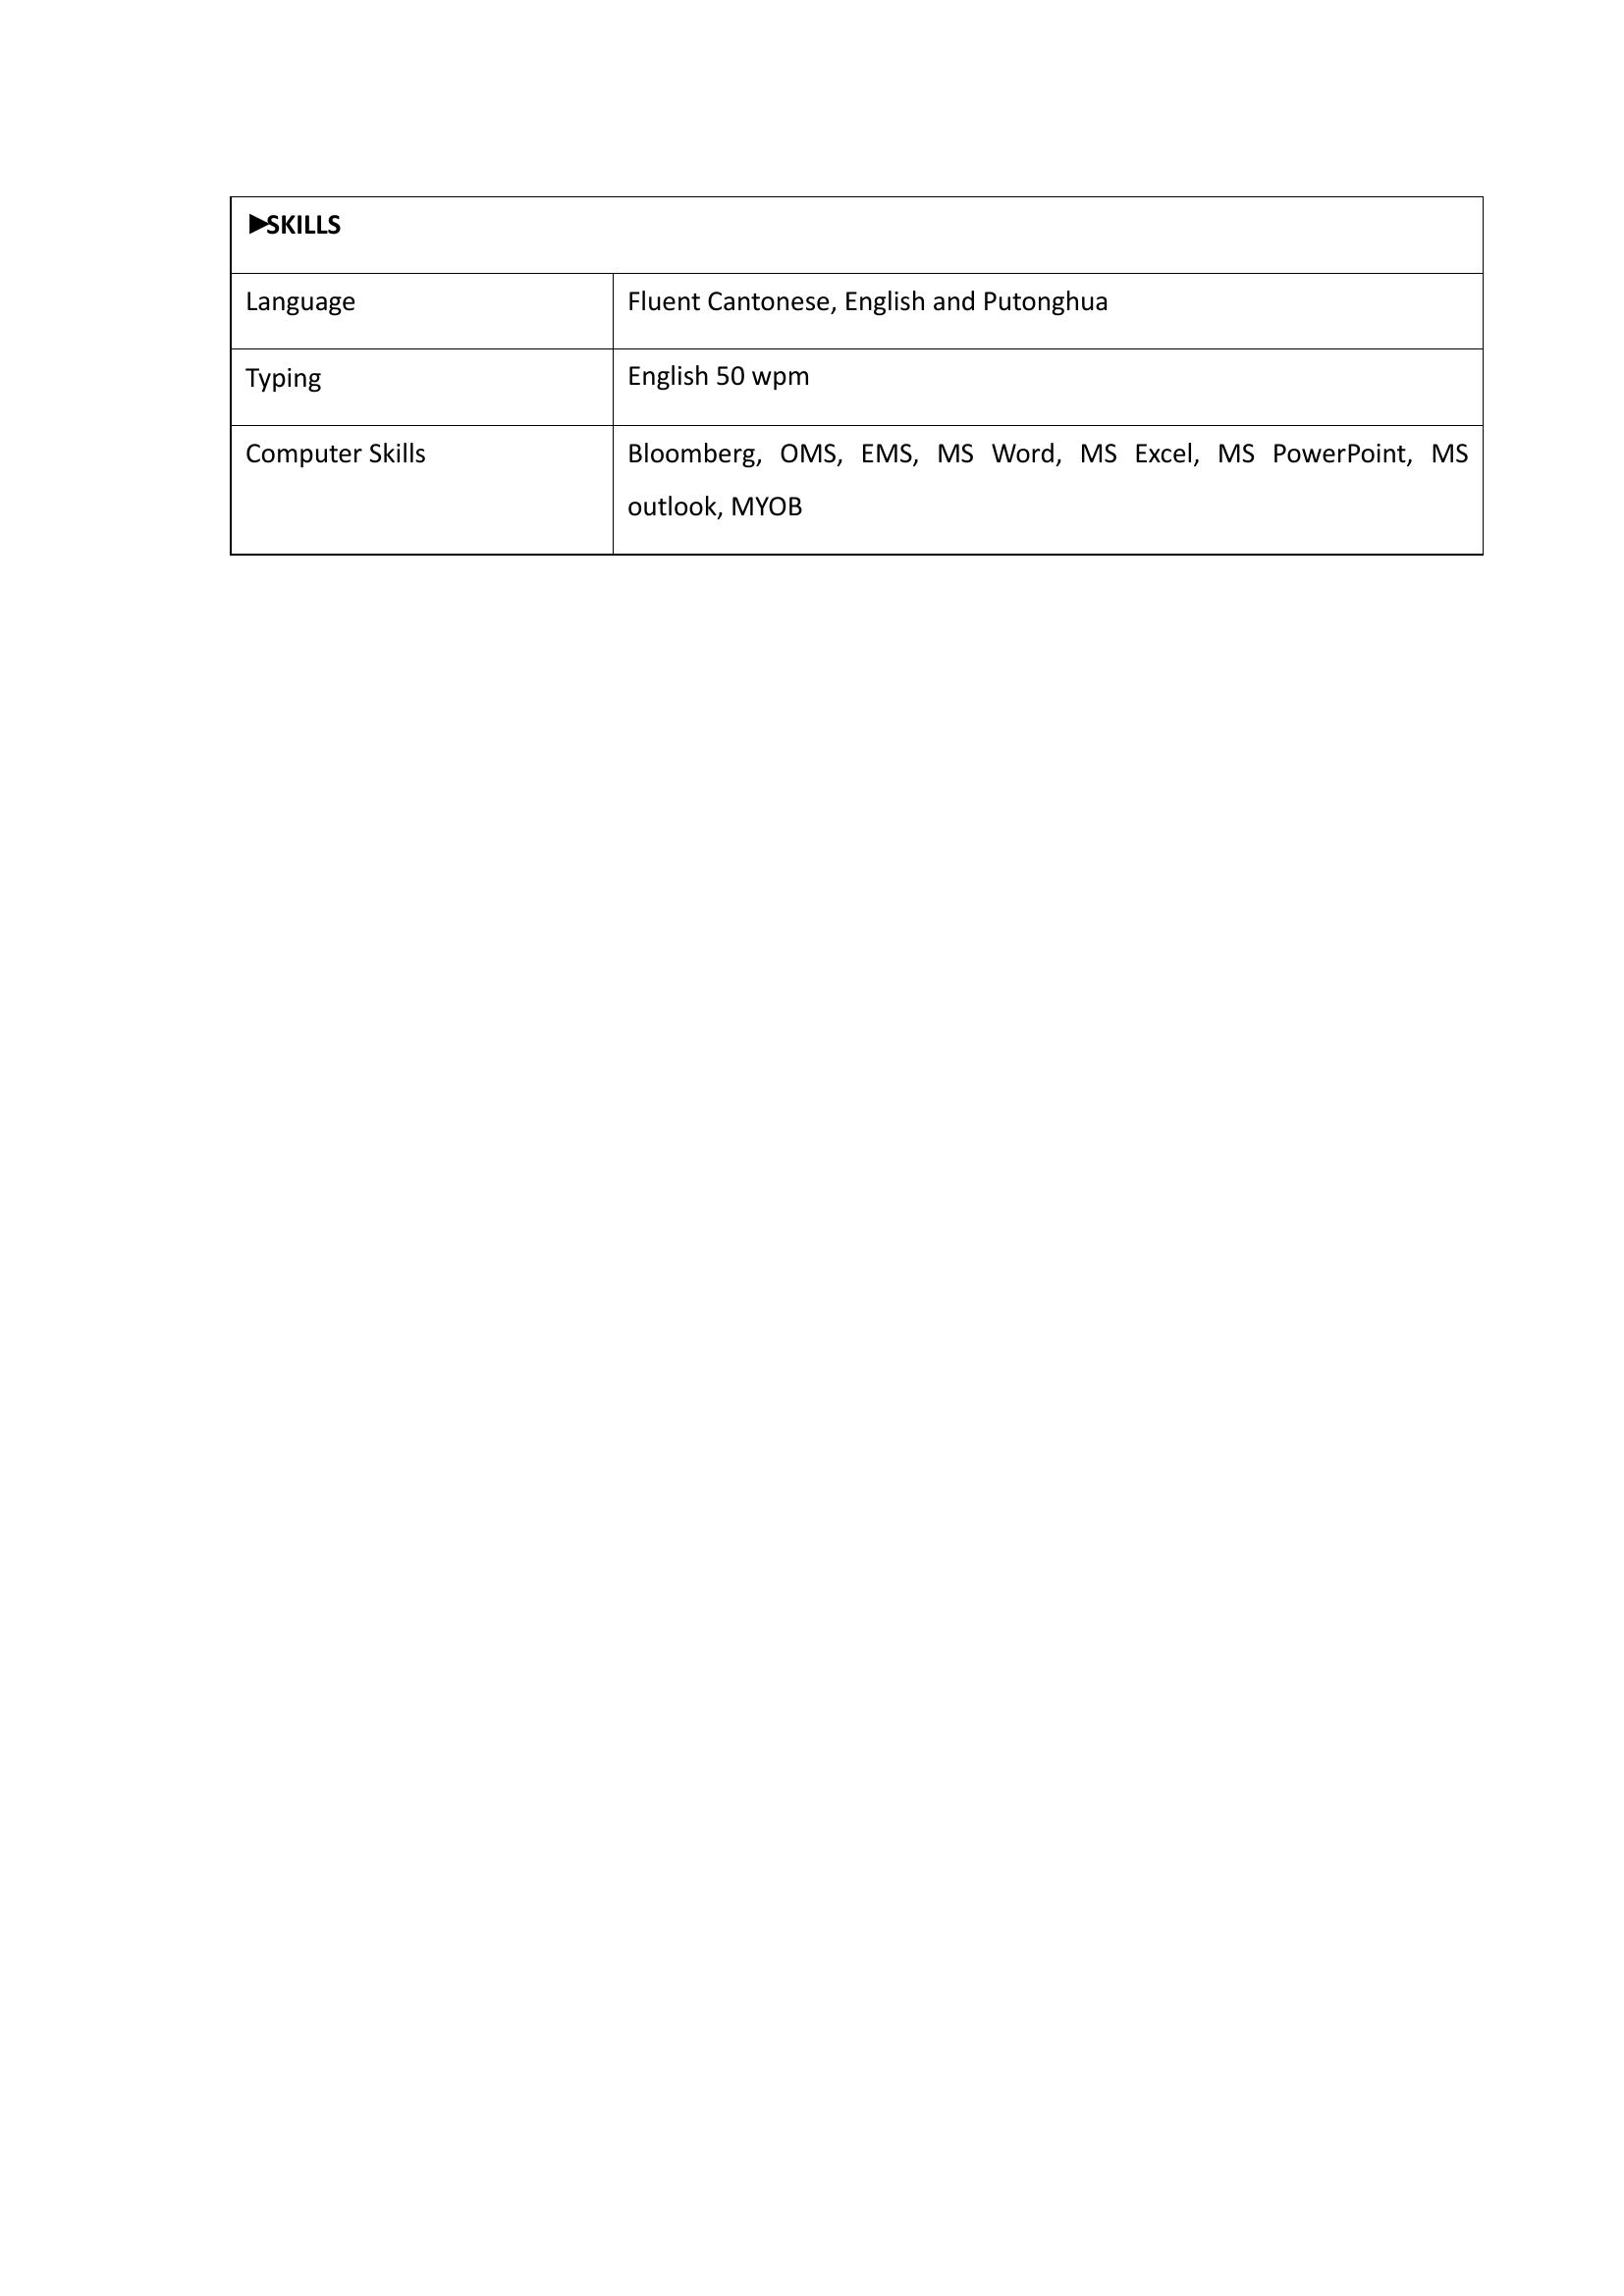 ►SKILLS
Language
Fluent Cantonese, English and Putonghua
Typing
English 50 wpm
Computer Skills
Bloomberg, OMS, EMS, MS Word, MS Excel, MS PowerPoint, MS
outlook, MYOB